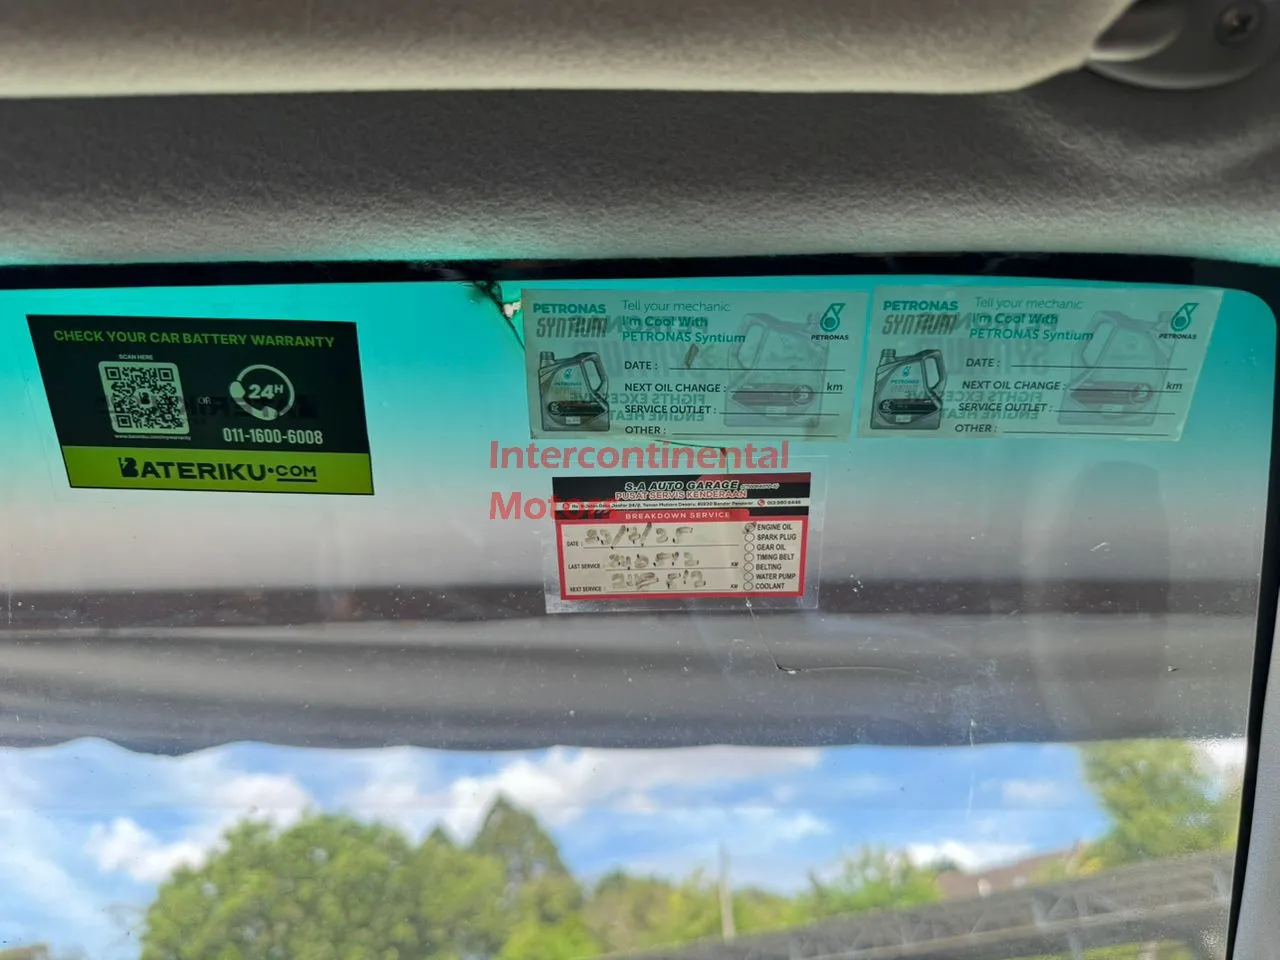 CHECK YOUR CAR BATTERY WARRANTY
SCAN HERE
OR
24H
011-1600-6008
BATERIKU.COM
PETRONAS
SYNTIUM
Tell your mechanic
I'm Cool With
PETRONAS Syntium
PETRONAS
DATE :
NEXT OIL CHANGE : km
SERVICE OUTLET :
OTHER :
PETRONAS
SYNTIUM
Tell your mechanic
I'm Cool With
PETRONAS Syntium
PETRONAS
DATE :
NEXT OIL CHANGE : km
SERVICE OUTLET :
OTHER :
Intercontinental
Motors
S.A AUTO GARAGE
PUSAT SERVIS KENDERAAN
BREAKDOWN SERVICE
DATE :
LAST SERVICE : KM
NEXT SERVICE : KM
ENGINE OIL
SPARK PLUG
GEAR OIL
TIMING BELT
BELTING
WATER PUMP
COOLANT